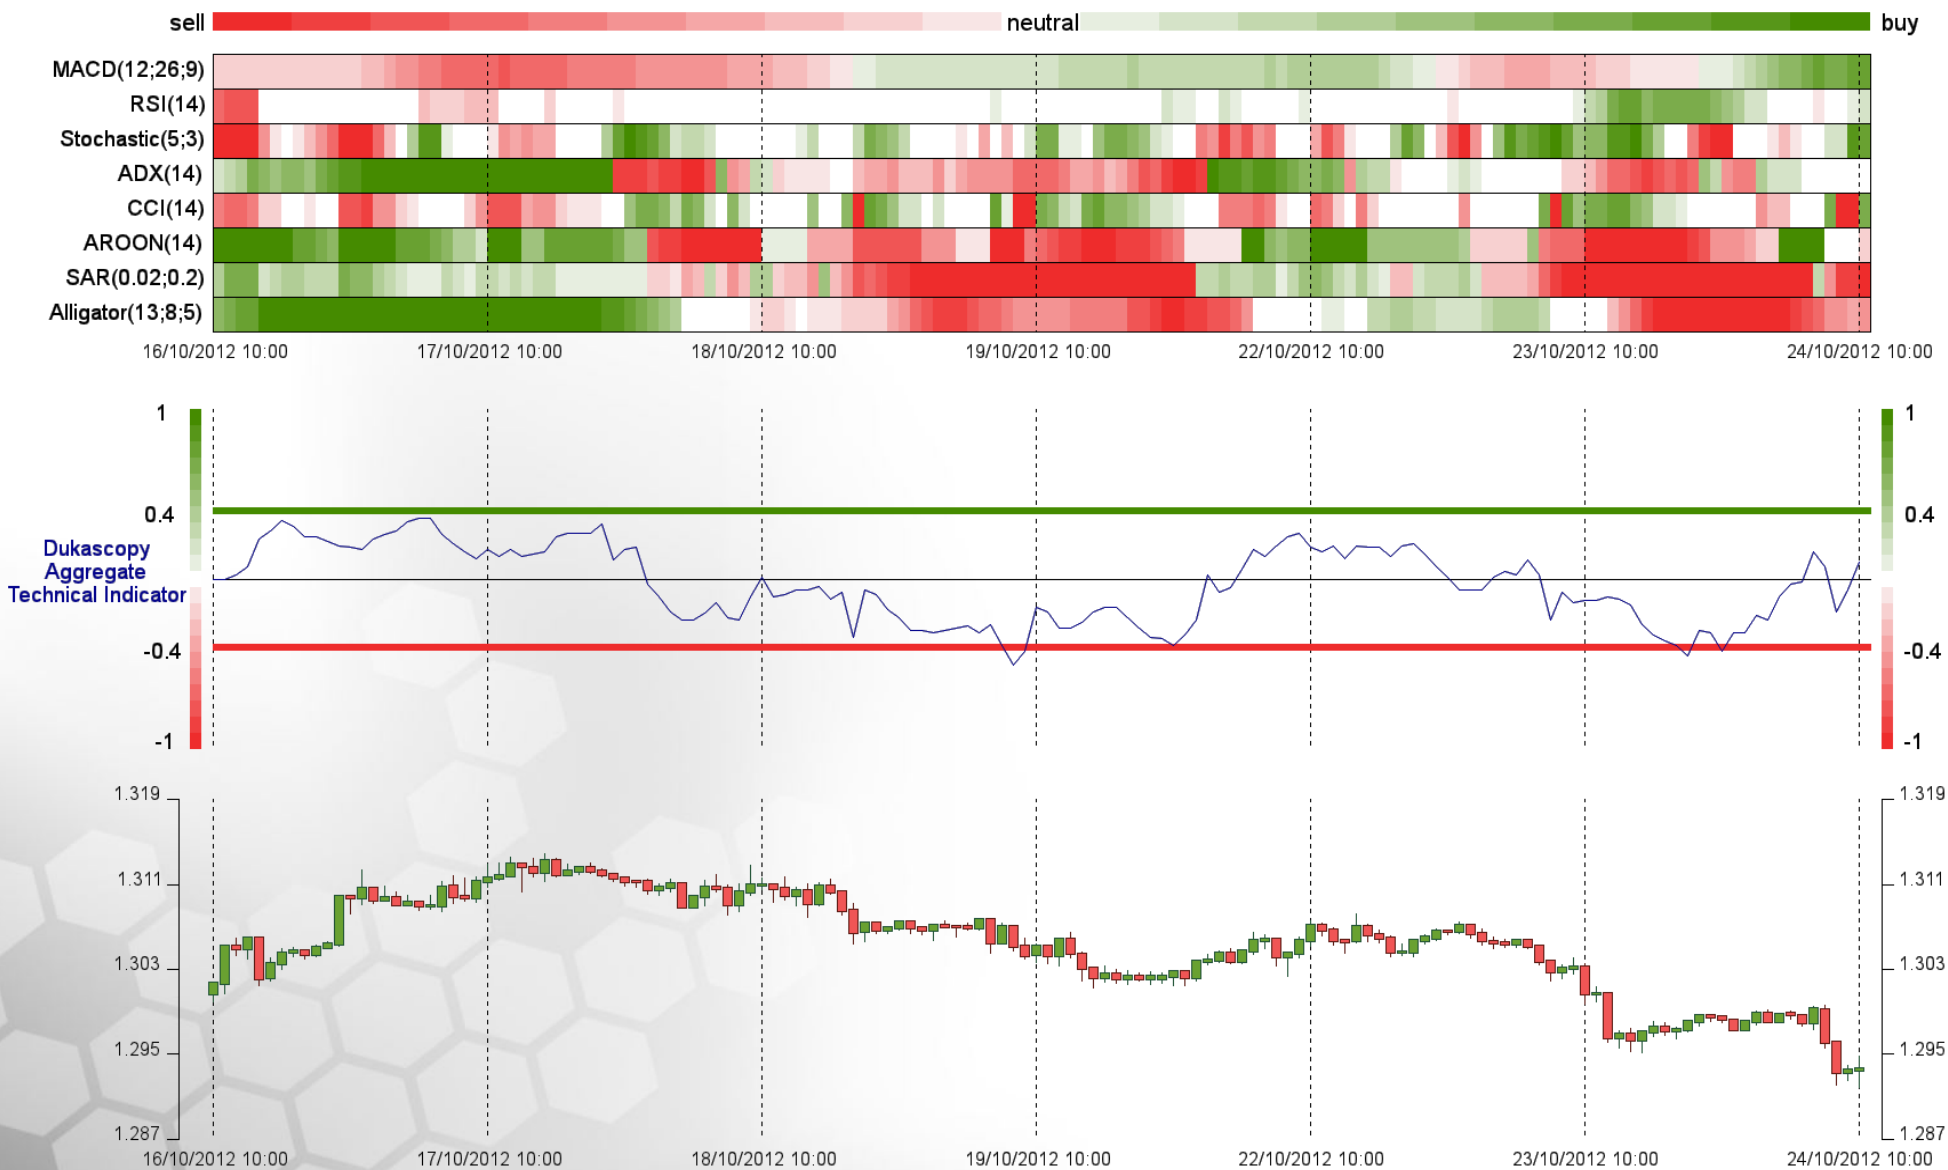 sell neutral buy
MACD(12;26;9)
RSI(14)
Stochastic(5;3)
ADX(14)
CCI(14)
AROON(14)
SAR(0.02;0.2)
Alligator(13;8;5)
16/10/2012 10:00 17/10/2012 10:00 18/10/2012 10:00 19/10/2012 10:00 22/10/2012 10:00 23/10/2012 10:00 24/10/2012 10:00
1 1
0.4 0.4
Dukascopy
Aggregate
Technical Indicator
-0.4 -0.4
-1 -1
1.319 1.319
1.311 1.311
1.303 1.303
1.295 1.295
1.287 1.287
16/10/2012 10:00 17/10/2012 10:00 18/10/2012 10:00 19/10/2012 10:00 22/10/2012 10:00 23/10/2012 10:00 24/10/2012 10:00